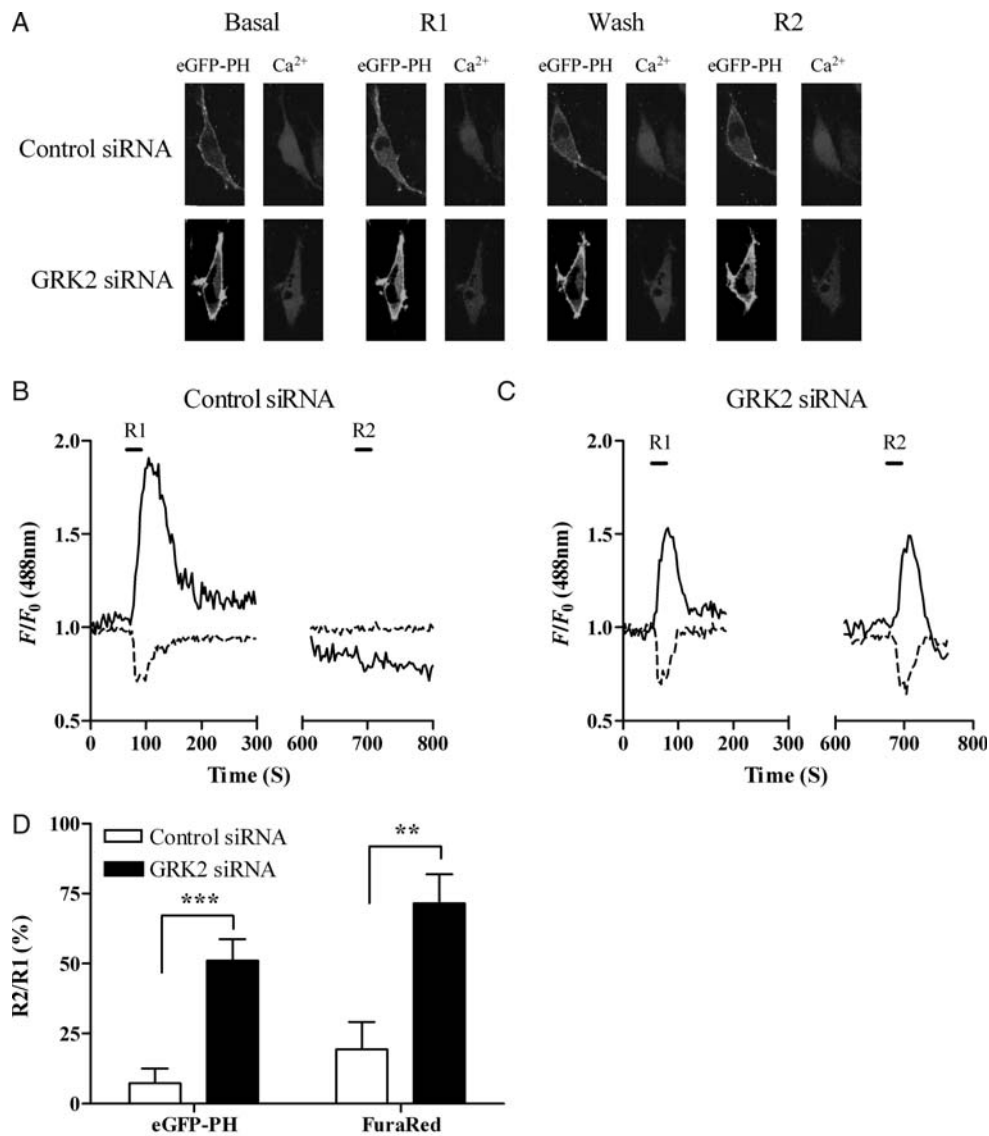 A
Basal R1 Wash R2
eGFP-PH Ca²⁺ eGFP-PH Ca²⁺ eGFP-PH Ca²⁺ eGFP-PH Ca²⁺
Control siRNA
GRK2 siRNA
B Control siRNA
R1 R2
2.0
1.5
1.0
0.5
F/F₀ (488nm)
0 100 200 300 600 700 800
Time (S)
C GRK2 siRNA
R1 R2
2.0
1.5
1.0
0.5
F/F₀ (488nm)
0 100 200 300 600 700 800
Time (S)
D
100
75
50
25
0
R2/R1 (%)
Control siRNA
GRK2 siRNA
***
**
eGFP-PH FuraRed